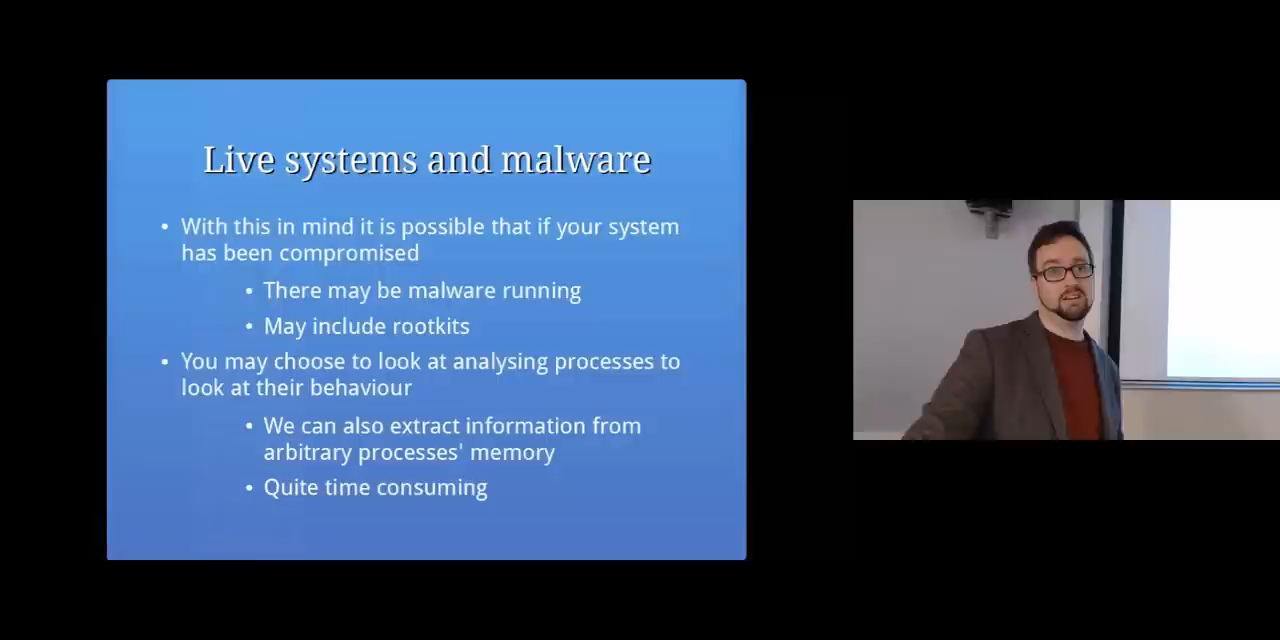 Live systems and malware
• With this in mind it is possible that if your system
has been compromised
• There may be malware running
• May include rootkits
• You may choose to look at analysing processes to
look at their behaviour
• We can also extract information from
arbitrary processes' memory
• Quite time consuming